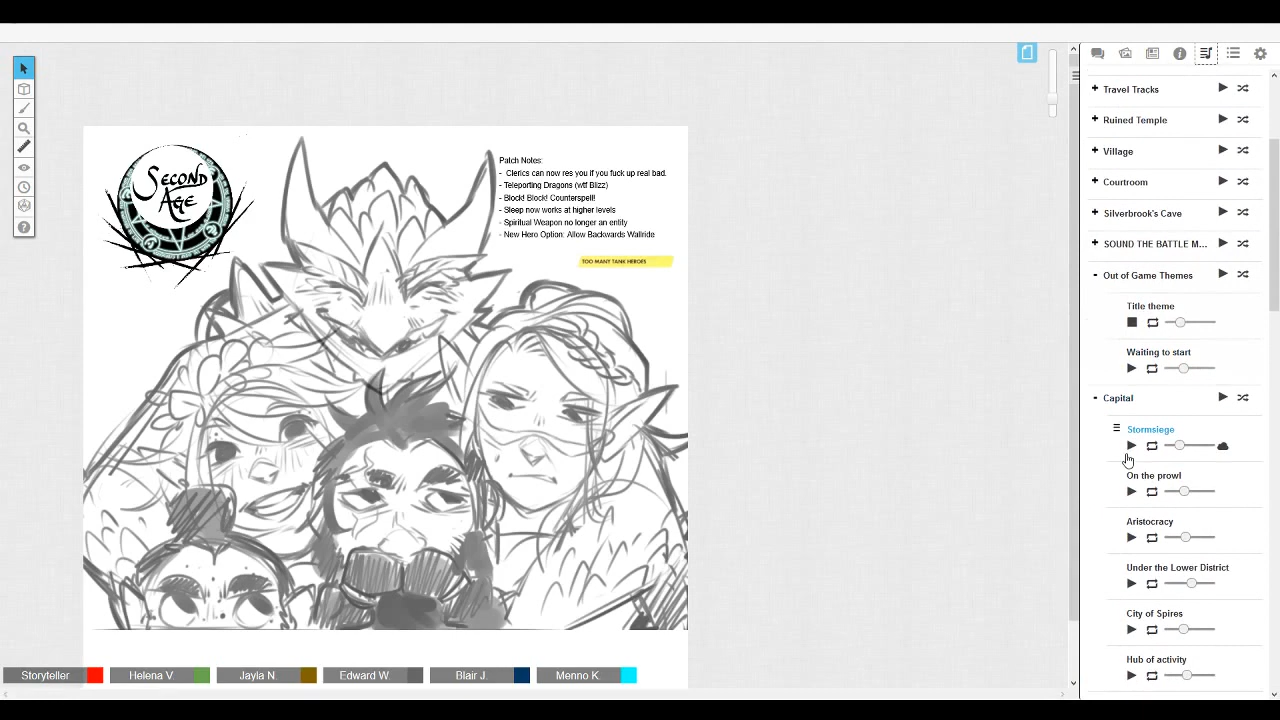 SECOND
AGE
Patch Notes:
- Clerics can now res you if you fuck up real bad.
- Teleporting Dragons (wtf Blizz)
- Block! Block! Counterspell!
- Sleep now works at higher levels
- Spiritual Weapon no longer an entity
- New Hero Option: Allow Backwards Wallride
TOO MANY TANK HEROES
Storyteller
Helena V.
Jayla N.
Edward W.
Blair J.
Menno K.
Travel Tracks
Ruined Temple
Village
Courtroom
Silverbrook's Cave
SOUND THE BATTLE M...
Out of Game Themes
Title theme
Waiting to start
Capital
Stormsiege
On the prowl
Aristocracy
Under the Lower District
City of Spires
Hub of activity